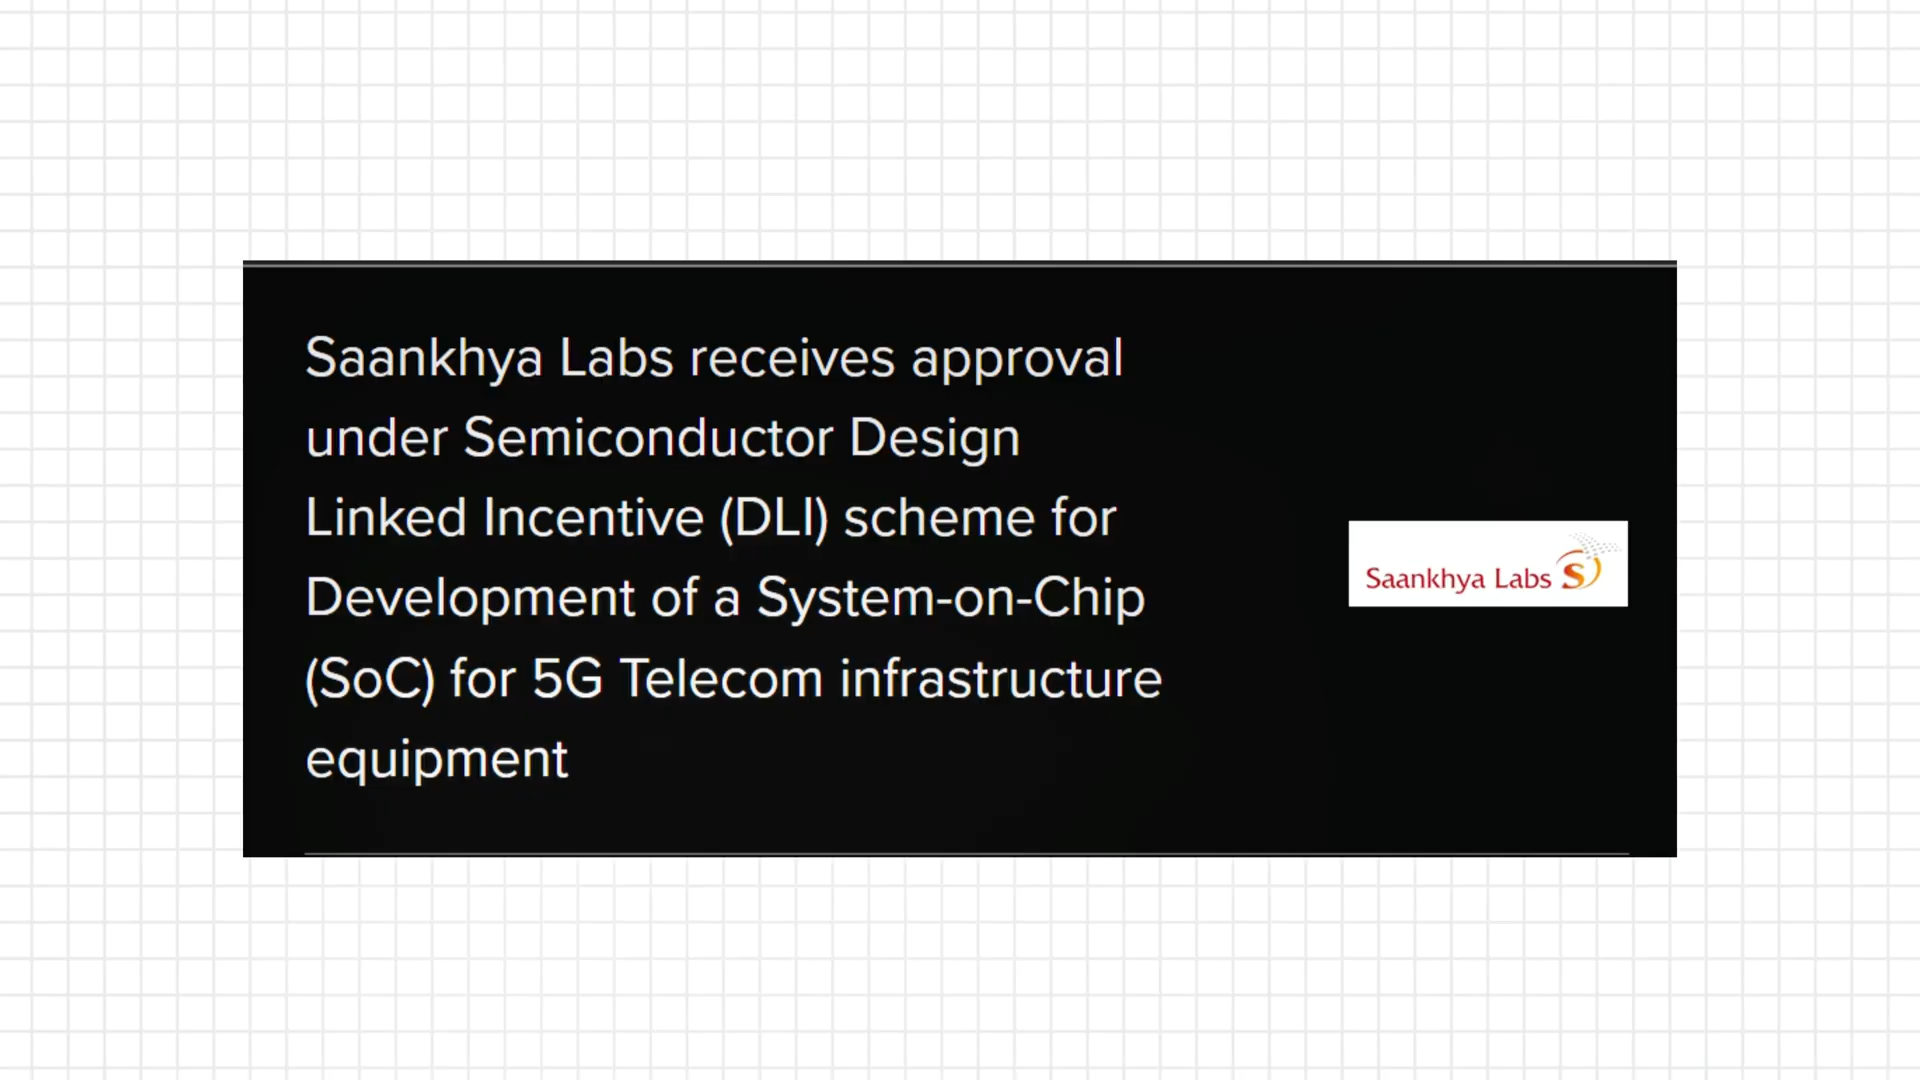 Saankhya Labs receives approval
under Semiconductor Design
Linked Incentive (DLI) scheme for
Development of a System-on-Chip
(SoC) for 5G Telecom infrastructure
equipment
Saankhya Labs S